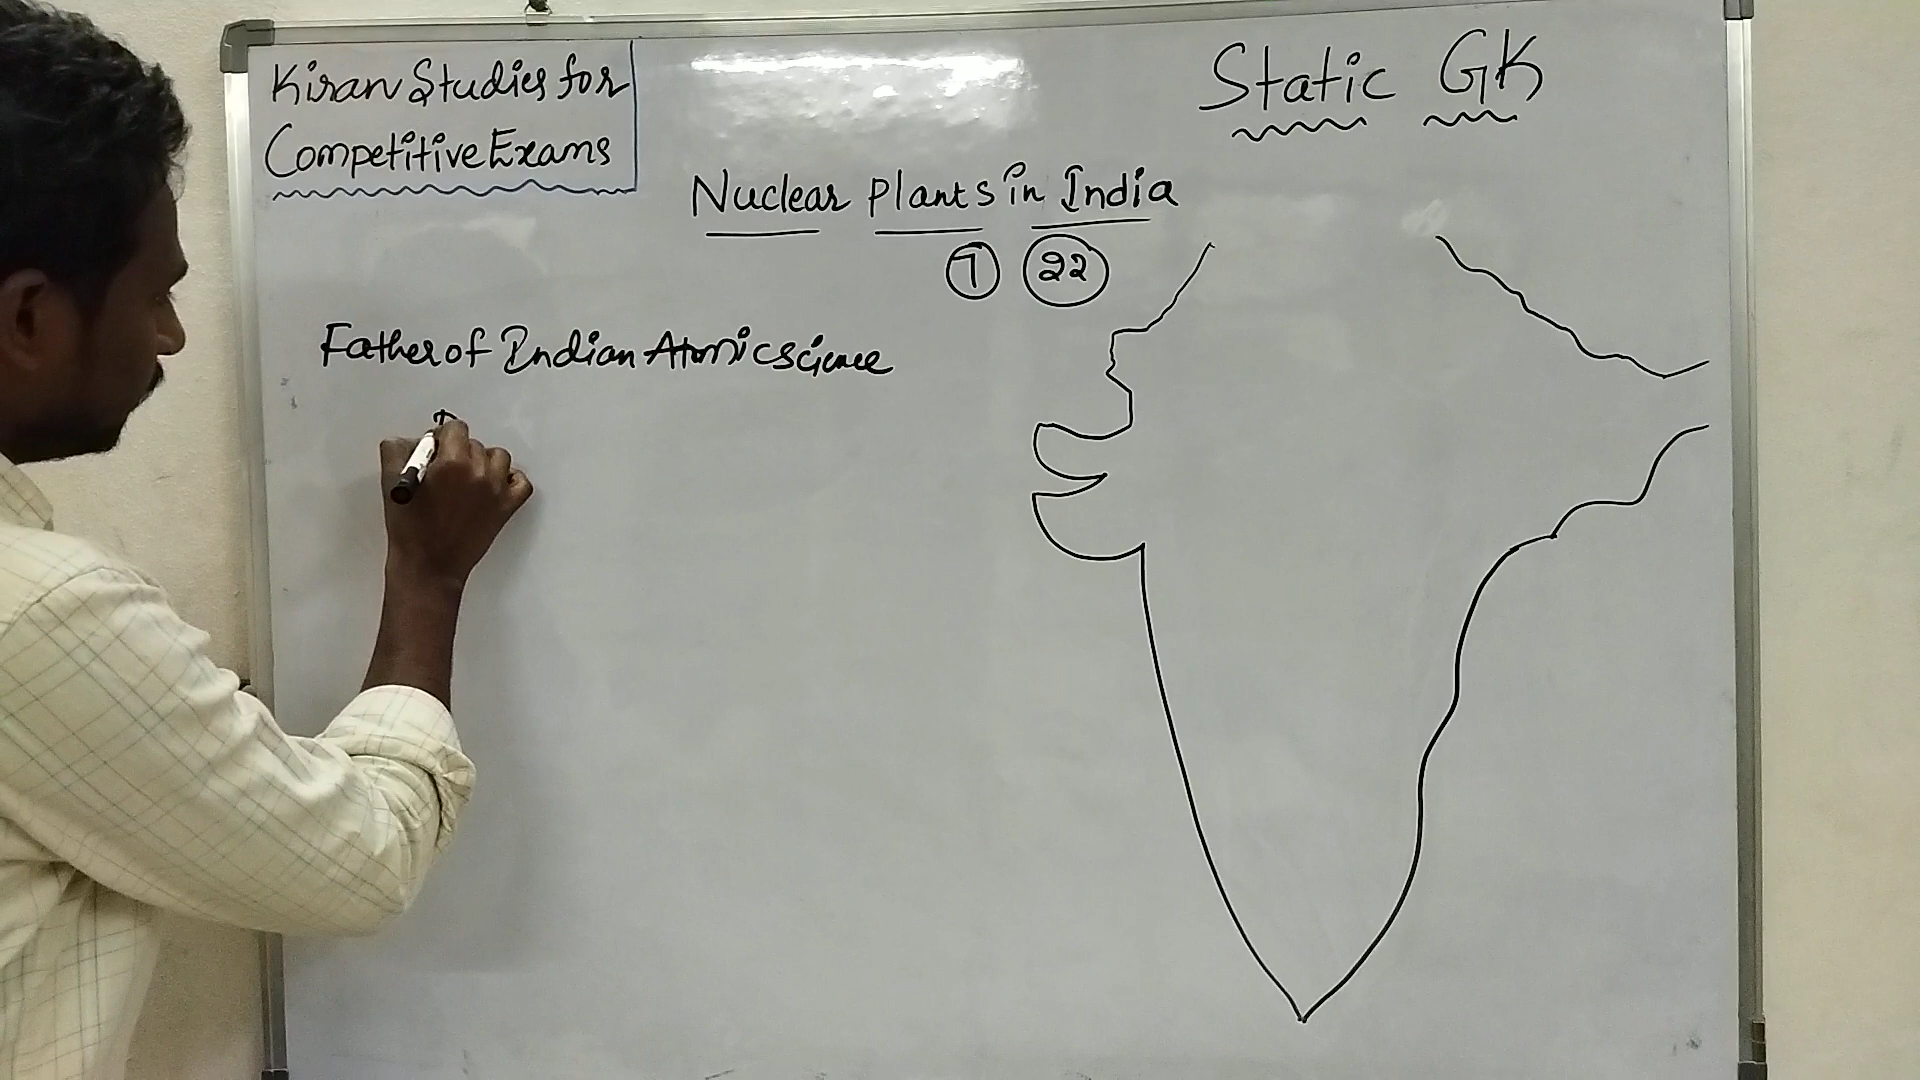 Kiran Studies for
Competitive Exams
Static GK
Nuclear Plants in India
7 22
Father of Indian Atomic science